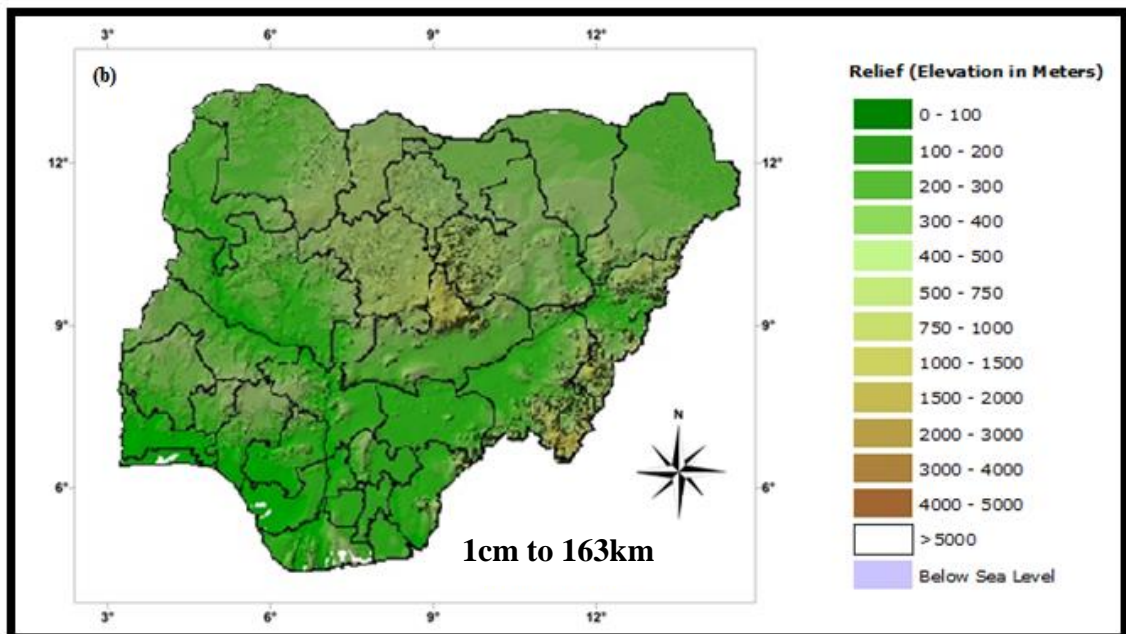 3° 6° 9° 12°
(b)
12° 12°
9° 9°
6° 6°
N
1cm to 163km
3° 6° 9° 12°
Relief (Elevation in Meters)
0 - 100
100 - 200
200 - 300
300 - 400
400 - 500
500 - 750
750 - 1000
1000 - 1500
1500 - 2000
2000 - 3000
3000 - 4000
4000 - 5000
>5000
Below Sea Level